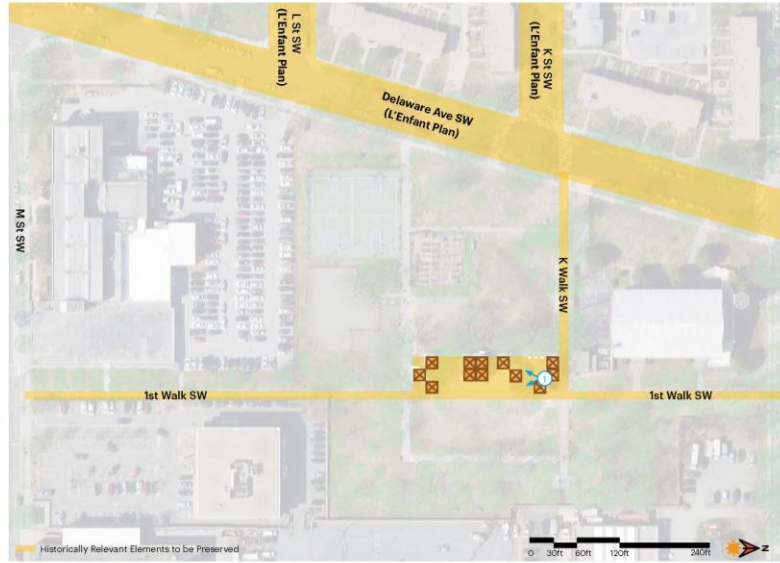 L St SW
(L'Enfant Plan)
K St SW
(L'Enfant Plan)
Delaware Ave SW
(L'Enfant Plan)
M St SW
K Walk SW
1
1st Walk SW
1st Walk SW
Historically Relevant Elements to be Preserved
0 30ft 60ft 120ft 240ft
N